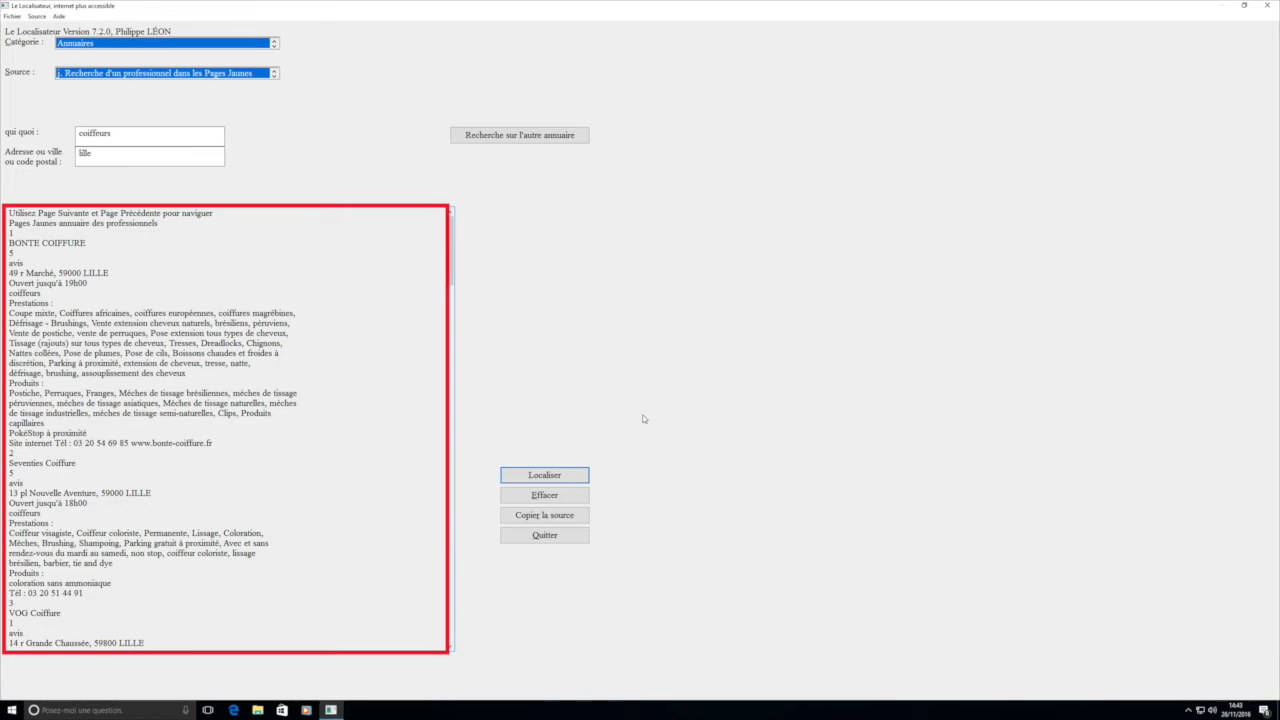 Le Localisateur, internet plus accessible
Fichier Source Aide
Le Localisateur Version 7.2.0, Philippe LÉON
Catégorie : Annuaires
Source : j. Recherche d'un professionnel dans les Pages Jaunes
qui quoi : coiffeurs
Recherche sur l'autre annuaire
Adresse ou ville
ou code postal : lille
Utilisez Page Suivante et Page Précédente pour naviguer
Pages Jaunes annuaire des professionnels
1
BONTE COIFFURE
5
avis
49 r Marché, 59000 LILLE
Ouvert jusqu'à 19h00
coiffeurs
Prestations :
Coupe mixte, Coiffures africaines, coiffures européennes, coiffures magrébines,
Défrisage - Brushings, Vente extension cheveux naturels, brésiliens, péruviens,
Vente de postiche, vente de perruques, Pose extension tous types de cheveux,
Tissage (rajouts) sur tous types de cheveux, Tresses, Dreadlocks, Chignons,
Nattes collées, Pose de plumes, Pose de cils, Boissons chaudes et froides à
discrétion, Parking à proximité, extension de cheveux, tresse, natte,
défrisage, brushing, assouplissement des cheveux
Produits :
Postiche, Perruques, Franges, Mèches de tissage brésiliennes, mèches de tissage
péruviennes, mèches de tissage asiatiques, Mèches de tissage naturelles, mèches
de tissage industrielles, mèches de tissage semi-naturelles, Clips, Produits
capillaires
PokéStop à proximité
Site internet Tél : 03 20 54 69 85 www.bonte-coiffure.fr
2
Seventies Coiffure
5
avis
13 pl Nouvelle Aventure, 59000 LILLE
Ouvert jusqu'à 18h00
coiffeurs
Prestations :
Coiffeur visagiste, Coiffeur coloriste, Permanente, Lissage, Coloration,
Mèches, Brushing, Shampoing, Parking gratuit à proximité, Avec et sans
rendez-vous du mardi au samedi, non stop, coiffeur coloriste, lissage
brésilien, barbier, tie and dye
Produits :
coloration sans ammoniaque
Tél : 03 20 51 44 91
3
VOG Coiffure
1
avis
14 r Grande Chaussée, 59800 LILLE
Localiser
Effacer
Copier la source
Quitter
Posez-moi une question.
14:43
26/11/2016